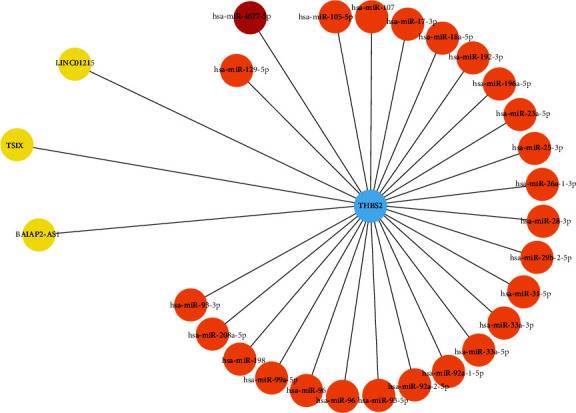 hsa-miR-4677-5p
hsa-miR-105-5p
hsa-miR-107
hsa-miR-17-3p
hsa-miR-18a-5p
hsa-miR-192-3p
hsa-miR-196a-5p
hsa-miR-23a-5p
hsa-miR-25-3p
hsa-miR-26a-1-3p
hsa-miR-28-3p
hsa-miR-29b-2-5p
hsa-miR-31-5p
hsa-miR-33a-3p
hsa-miR-33a-5p
hsa-miR-92a-1-5p
hsa-miR-92a-2-5p
hsa-miR-93-5p
hsa-miR-96
hsa-miR-96
hsa-miR-99a-5p
hsa-miR-198
hsa-miR-208a-5p
hsa-miR-93-3p
hsa-miR-129-5p
LINC01215
TSIX
BAIAP2-AS1
THBS2